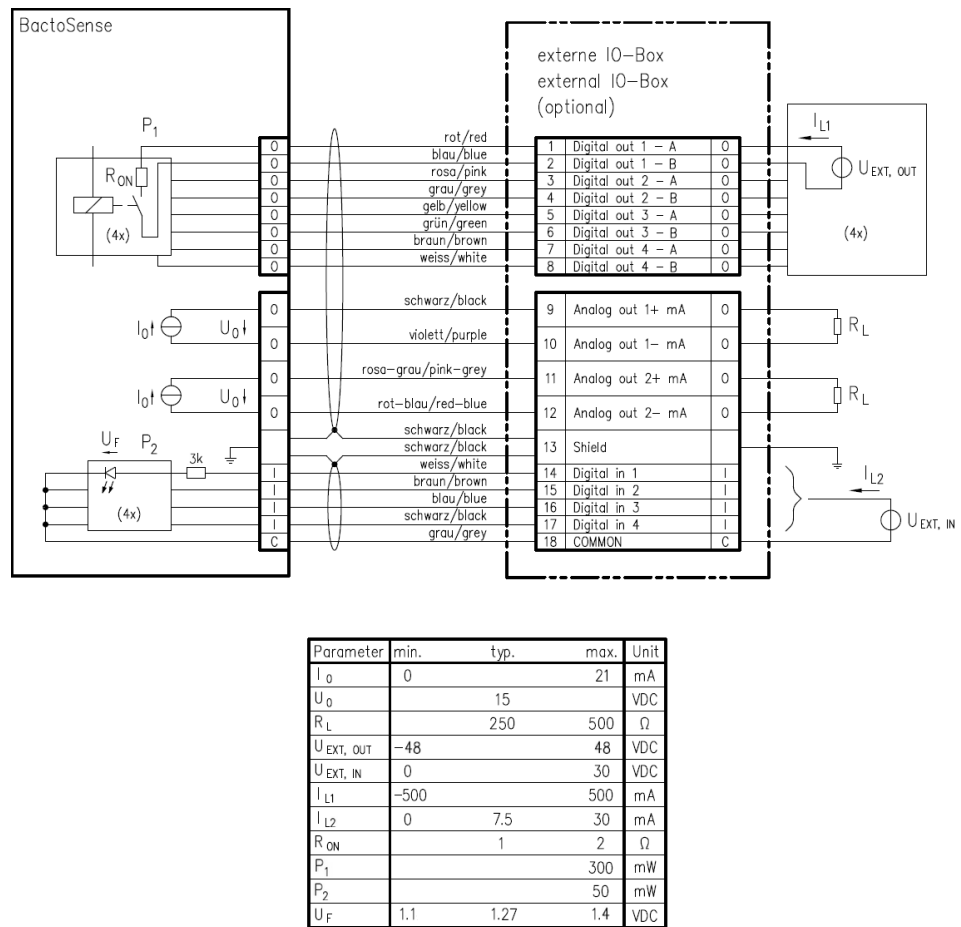 BactoSense
externe IO-Box
external IO-Box
(optional)
P1
RON
(4x)
O
O
O
O
O
O
O
O
rot/red
blau/blue
rosa/pink
grau/grey
gelb/yellow
grün/green
braun/brown
weiss/white
1 Digital out 1 - A O
2 Digital out 1 - B O
3 Digital out 2 - A O
4 Digital out 2 - B O
5 Digital out 3 - A O
6 Digital out 3 - B O
7 Digital out 4 - A O
8 Digital out 4 - B O
IL1
UEXT, OUT
(4x)
I0 U0 O
O
schwarz/black
violett/purple
9 Analog out 1+ mA O
10 Analog out 1- mA O
RL
I0 U0 O
O
rosa-grau/pink-grey
rot-blau/red-blue
11 Analog out 2+ mA O
12 Analog out 2- mA O
RL
schwarz/black
schwarz/black
13 Shield
UF P2
3k
(4x)
I
I
I
I
C
weiss/white
braun/brown
blau/blue
schwarz/black
grau/grey
14 Digital in 1 I
15 Digital in 2 I
16 Digital in 3 I
17 Digital in 4 I
18 COMMON C
IL2
UEXT, IN
Parameter min. typ. max. Unit
I0 0 21 mA
U0 15 VDC
RL 250 500 Ω
UEXT, OUT -48 48 VDC
UEXT, IN 0 30 VDC
IL1 -500 500 mA
IL2 0 7.5 30 mA
RON 1 2 Ω
P1 300 mW
P2 50 mW
UF 1.1 1.27 1.4 VDC